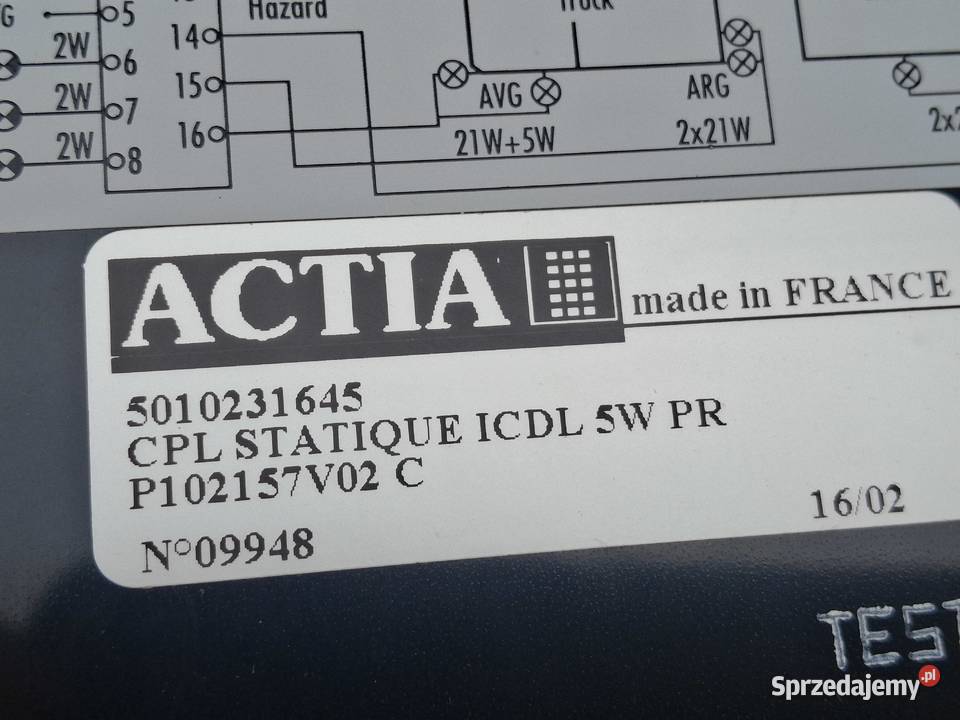 Hazard
5
14
2W
6
15
2W
7
AVG
ARG
16
21W+5W
2x21W
2W
8
ACTIA
made in FRANCE
5010231645
CPL STATIQUE ICDL 5W PR
P102157V02 C
16/02
N°09948
TEST
Sprzedajemy.pl